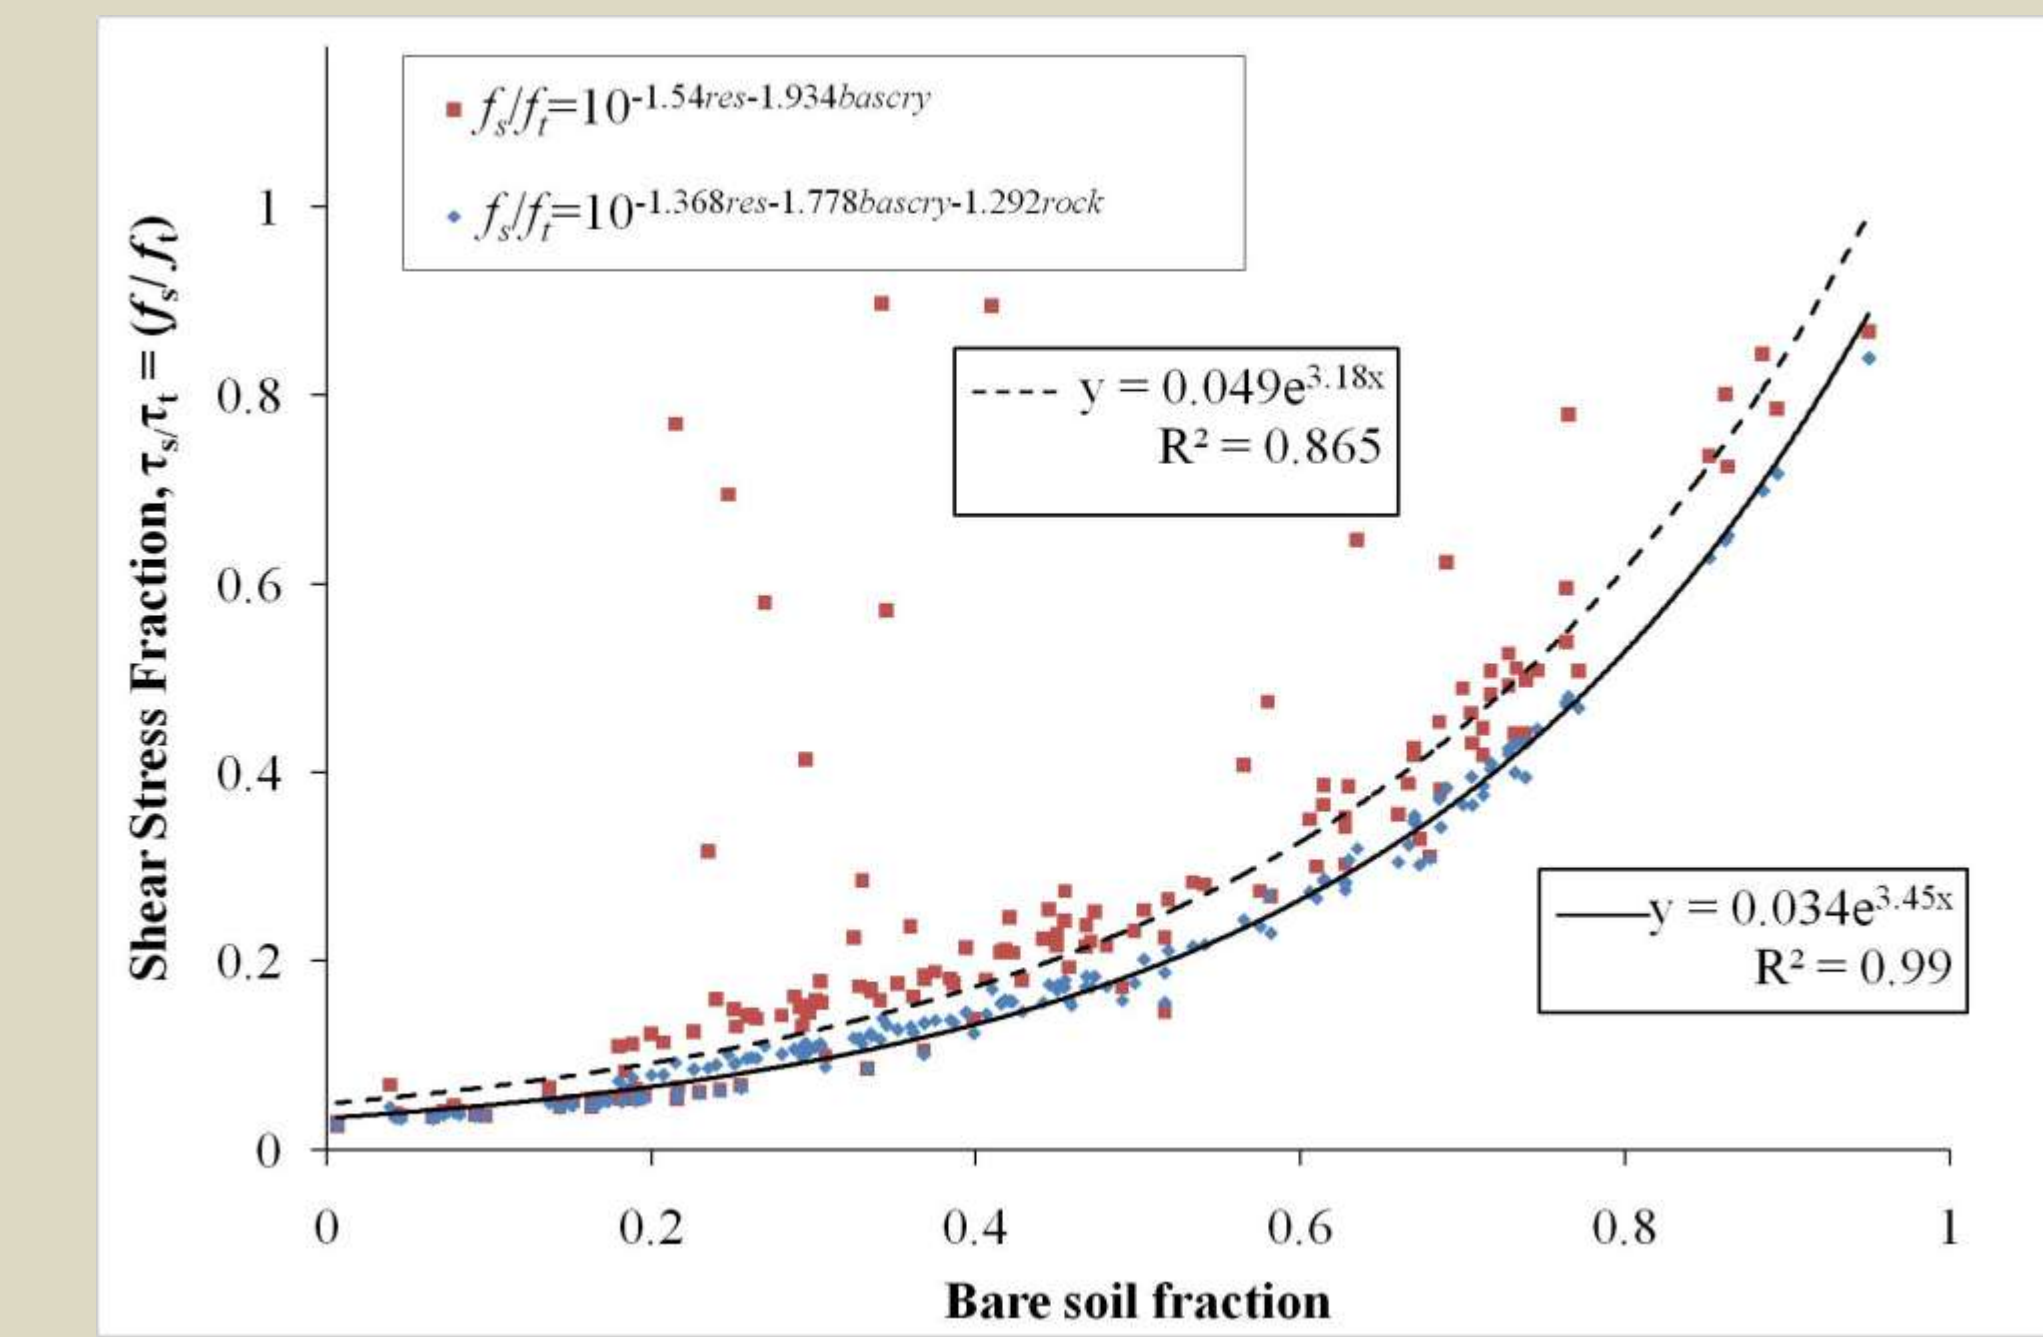 fs/ft=10-1.54res-1.934bascry
fs/ft=10-1.368res-1.778bascry-1.292rock
Shear Stress Fraction, τs/τt = (fs/ ft)
1
0.8
0.6
0.4
0.2
0
y = 0.049e3.18x
R² = 0.865
y = 0.034e3.45x
R² = 0.99
0 0.2 0.4 0.6 0.8 1
Bare soil fraction